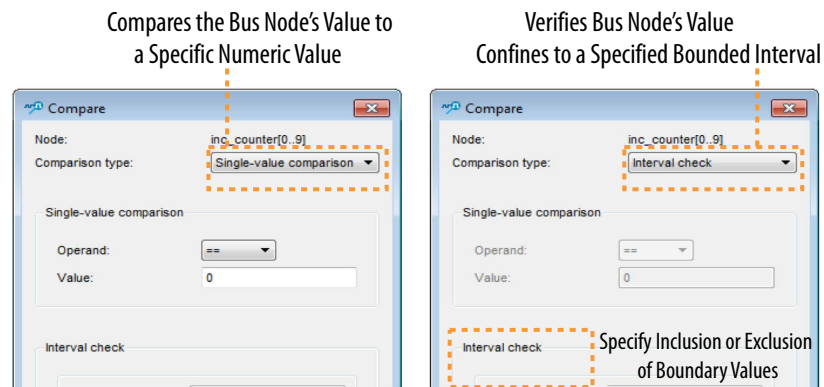 Compares the Bus Node's Value to
a Specific Numeric Value
Verifies Bus Node's Value
Confines to a Specified Bounded Interval
Compare
Node: inc_counter[0..9]
Comparison type: Single-value comparison
Single-value comparison
Operand: ==
Value: 0
Interval check
Compare
Node: inc_counter[0..9]
Comparison type: Interval check
Single-value comparison
Operand: ==
Value: 0
Interval check
Specify Inclusion or Exclusion
of Boundary Values